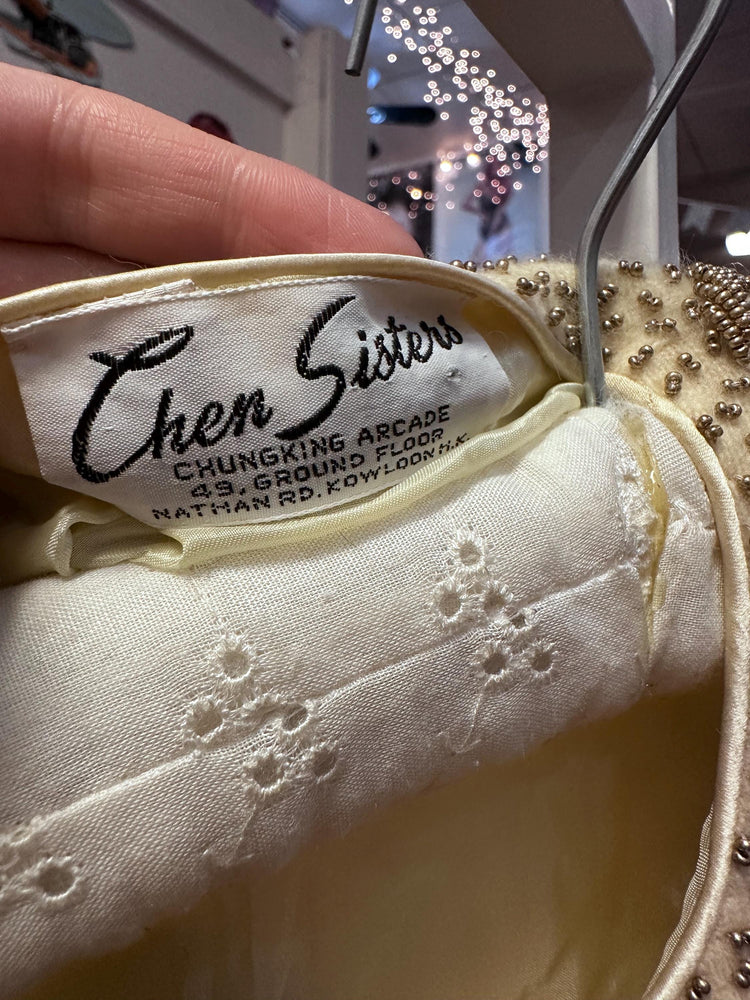 Chen Sisters
CHUNGKING ARCADE
49, GROUND FLOOR
NATHAN RD. KOWLOON H.K.